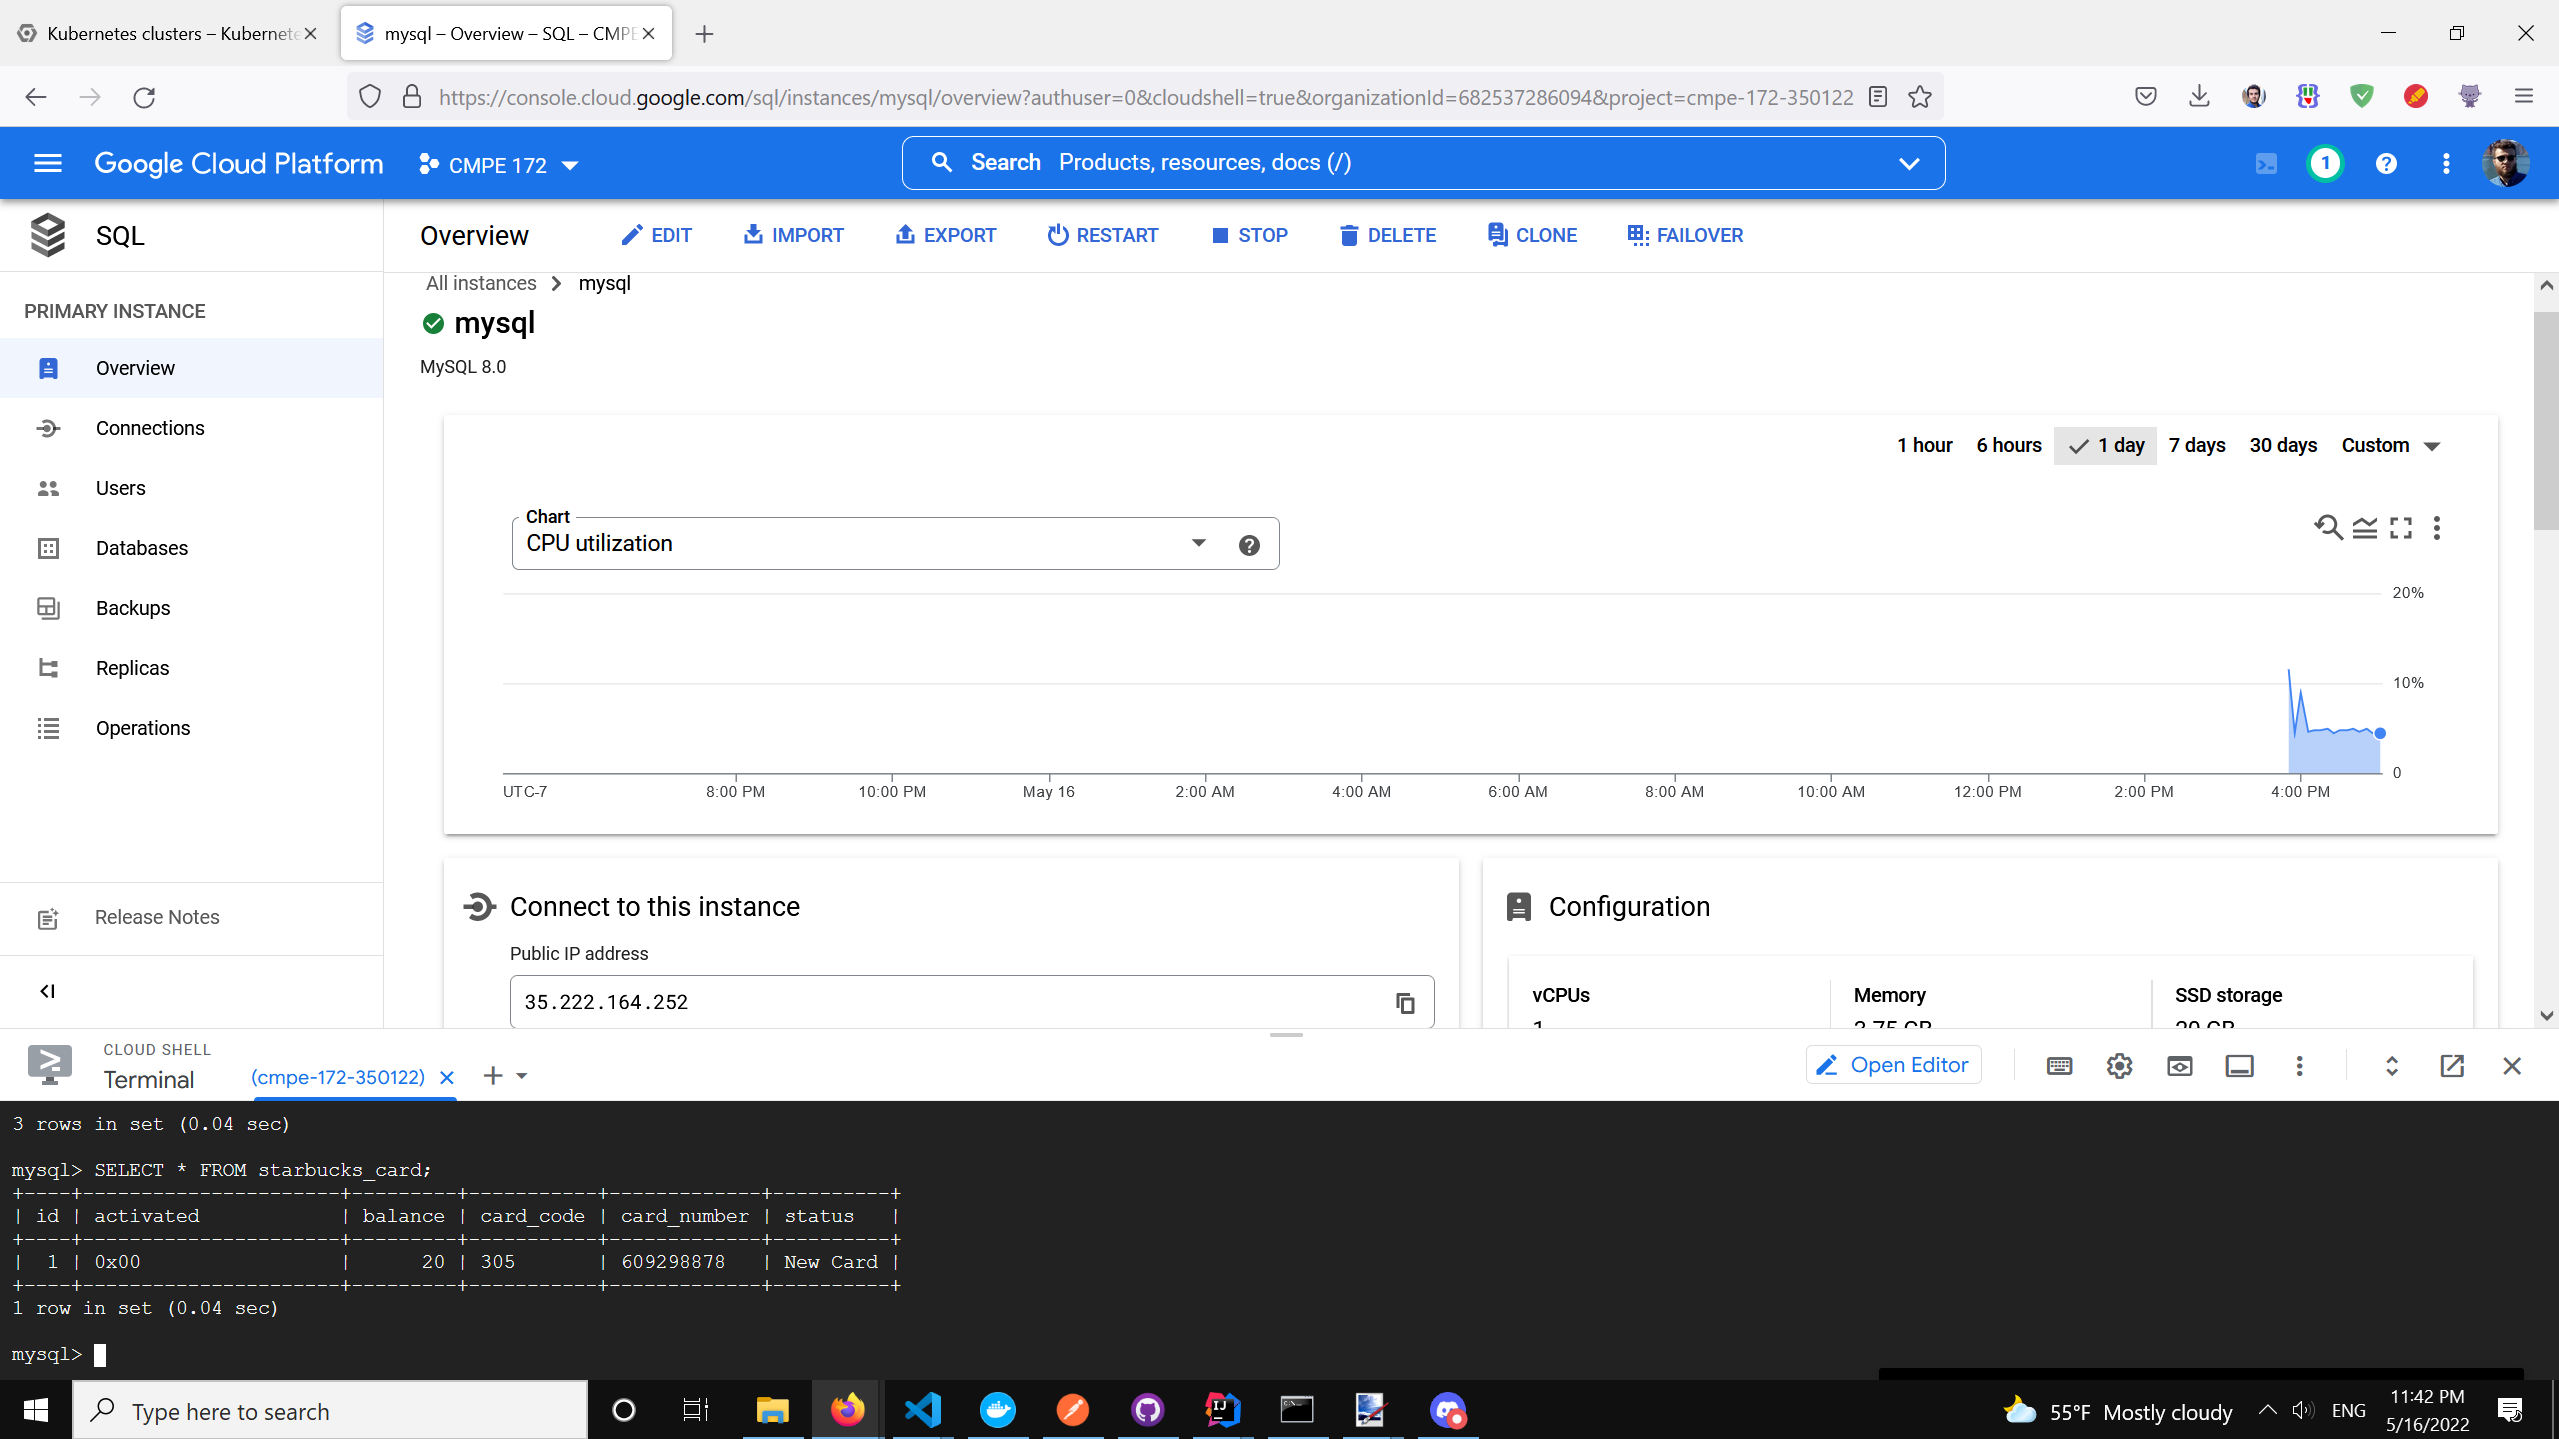 Kubernetes clusters – Kubernete
mysql – Overview – SQL – CMPE
https://console.cloud.google.com/sql/instances/mysql/overview?authuser=0&cloudshell=true&organizationId=682537286094&project=cmpe-172-350122
Google Cloud Platform
CMPE 172
Search Products, resources, docs (/)
1
SQL
Overview
EDIT
IMPORT
EXPORT
RESTART
STOP
DELETE
CLONE
FAILOVER
PRIMARY INSTANCE
Overview
Connections
Users
Databases
Backups
Replicas
Operations
Release Notes
All instances
mysql
mysql
MySQL 8.0
1 hour
6 hours
1 day
7 days
30 days
Custom
Chart
CPU utilization
20%
10%
0
UTC-7
8:00 PM
10:00 PM
May 16
2:00 AM
4:00 AM
6:00 AM
8:00 AM
10:00 AM
12:00 PM
2:00 PM
4:00 PM
Connect to this instance
Public IP address
35.222.164.252
Configuration
vCPUs
1
Memory
3.75 GB
SSD storage
20 GB
CLOUD SHELL
Terminal
(cmpe-172-350122)
Open Editor
3 rows in set (0.04 sec)
mysql> SELECT * FROM starbucks_card;
+----+----------------------+---------+-----------+-------------+----------+
| id | activated            | balance | card_code | card_number | status   |
+----+----------------------+---------+-----------+-------------+----------+
|  1 | 0x00                 |      20 | 305       | 609298878   | New Card |
+----+----------------------+---------+-----------+-------------+----------+
1 row in set (0.04 sec)
mysql>
Type here to search
55°F Mostly cloudy
ENG
11:42 PM
5/16/2022